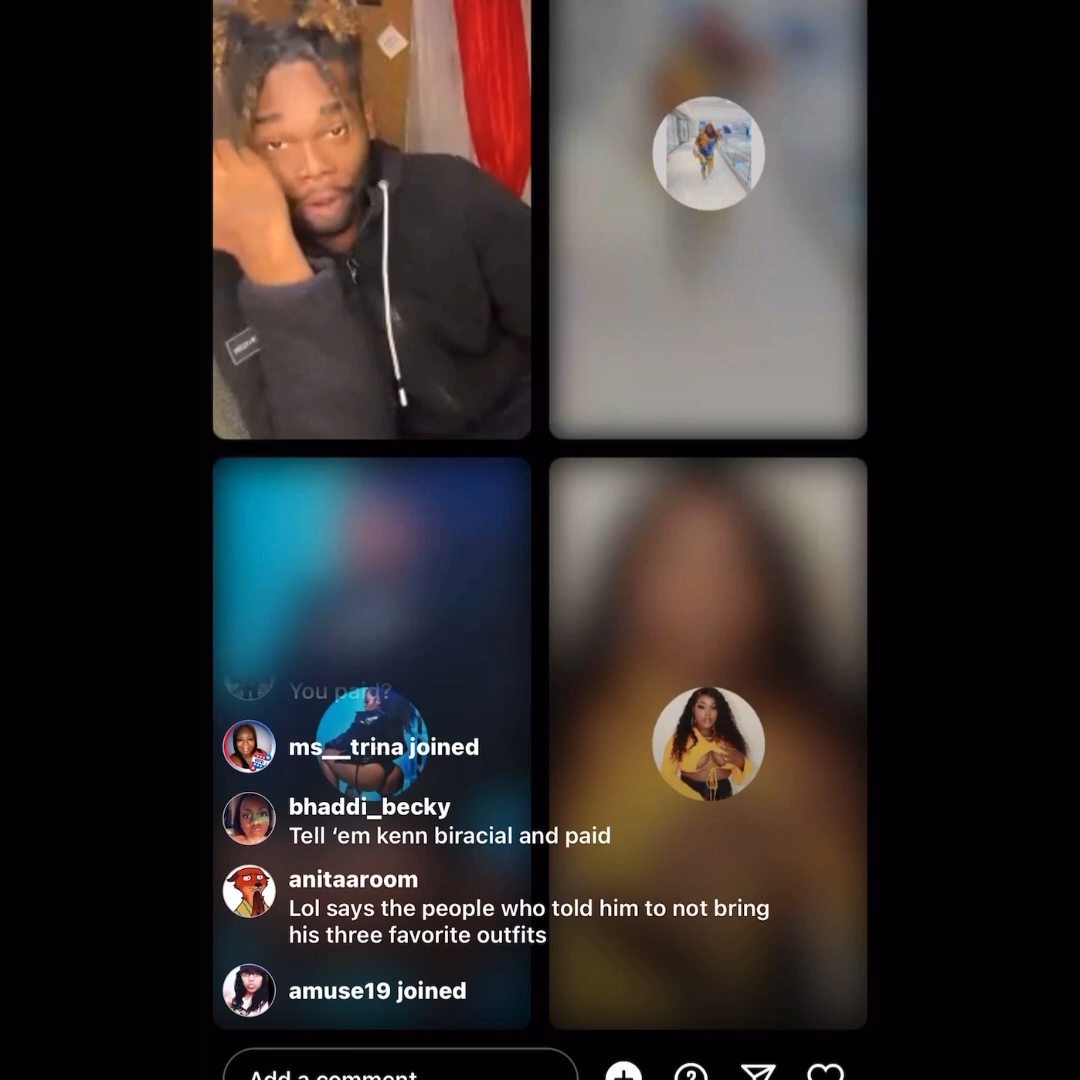 You paid?
ms__trina joined
bhaddi_becky
Tell ‘em kenn biracial and paid
anitaaroom
Lol says the people who told him to not bring
his three favorite outfits
amuse19 joined
Add a comment